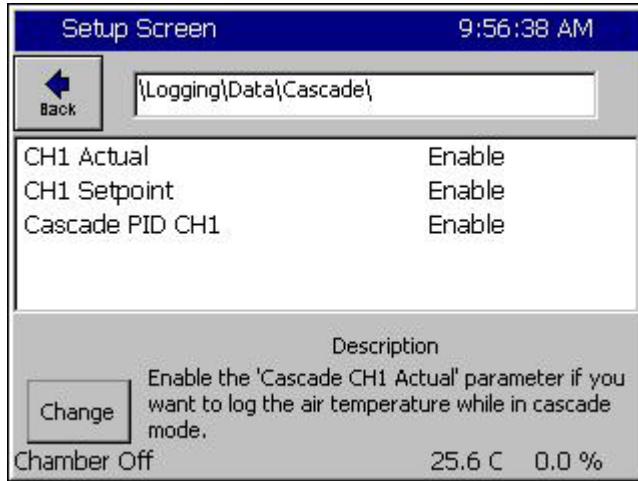 Setup Screen 9:56:38 AM
Back
\Logging\Data\Cascade\
CH1 Actual Enable
CH1 Setpoint Enable
Cascade PID CH1 Enable
Description
Enable the 'Cascade CH1 Actual' parameter if you
want to log the air temperature while in cascade
mode.
Change
Chamber Off 25.6 C 0.0 %